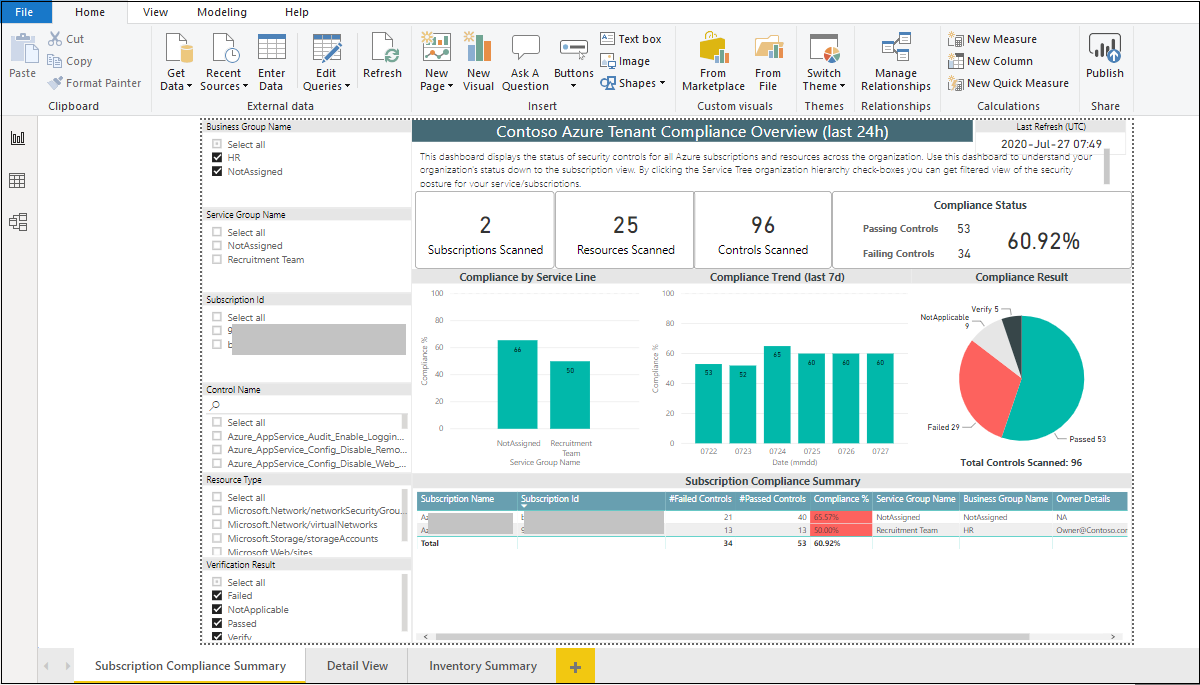 File Home View Modeling Help
Paste
Cut
Copy
Format Painter
Clipboard
Get Data
Recent Sources
Enter Data
Edit Queries
Refresh
External data
New Page
New Visual
Ask A Question
Buttons
Text box
Image
Shapes
Insert
From Marketplace
From File
Custom visuals
Switch Theme
Themes
Manage Relationships
Relationships
New Measure
New Column
New Quick Measure
Calculations
Publish
Share
Business Group Name
Select all
HR
NotAssigned
Service Group Name
Select all
NotAssigned
Recruitment Team
Subscription Id
Select all
9
b
Control Name
Select all
Azure_AppService_Audit_Enable_Loggin...
Azure_AppService_Config_Disable_Remo...
Azure_AppService_Config_Disable_Web_...
Resource Type
Select all
Microsoft.Network/networkSecurityGrou...
Microsoft.Network/virtualNetworks
Microsoft.Storage/storageAccounts
Microsoft.Web/sites
Verification Result
Select all
Failed
NotApplicable
Passed
Verify
Contoso Azure Tenant Compliance Overview (last 24h)
Last Refresh (UTC)
2020-Jul-27 07:49
This dashboard displays the status of security controls for all Azure subscriptions and resources across the organization. Use this dashboard to understand your
organization's status down to the subscription view. By clicking the Service Tree organization hierarchy check-boxes you can get filtered view of the security
posture for your service/subscriptions.
2
Subscriptions Scanned
25
Resources Scanned
96
Controls Scanned
Compliance Status
Passing Controls 53
Failing Controls 34
60.92%
Compliance by Service Line
Compliance %
100
80
60
40
20
0
66
50
NotAssigned
Recruitment Team
Service Group Name
Compliance Trend (last 7d)
Compliance %
100
80
60
40
20
0
53 52 65 60 60 60
0722 0723 0724 0725 0726 0727
Date (mmdd)
Compliance Result
Verify 5
NotApplicable 9
Failed 29
Passed 53
Total Controls Scanned: 96
Subscription Compliance Summary
Subscription Name Subscription Id #Failed Controls #Passed Controls Compliance % Service Group Name Business Group Name Owner Details
Az b 21 40 65.57% NotAssigned NotAssigned NA
Az 9 13 13 50.00% Recruitment Team HR Owner@Contoso.com
Total 34 53 60.92%
Subscription Compliance Summary Detail View Inventory Summary +